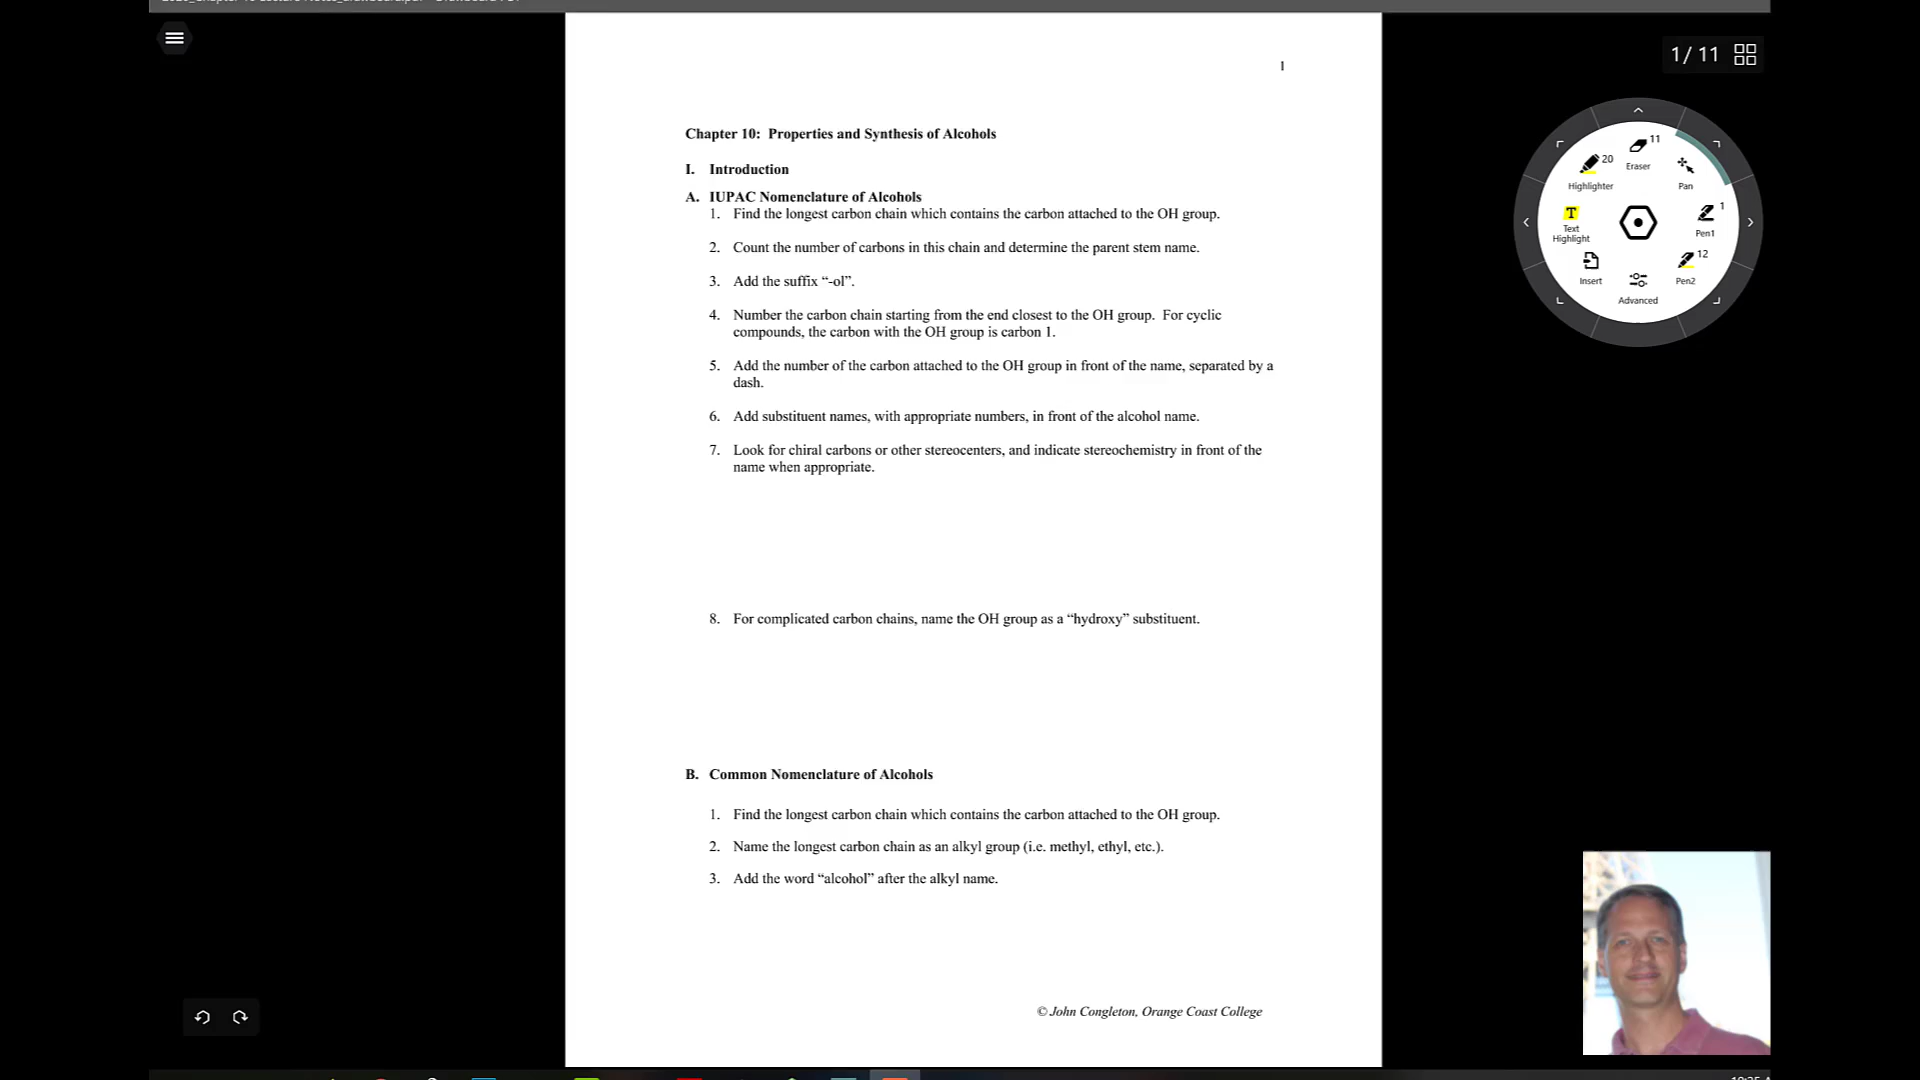 1
1 / 11
Chapter 10:  Properties and Synthesis of Alcohols
I.   Introduction
A.  IUPAC Nomenclature of Alcohols
1.   Find the longest carbon chain which contains the carbon attached to the OH group.
2.   Count the number of carbons in this chain and determine the parent stem name.
3.   Add the suffix “-ol”.
4.   Number the carbon chain starting from the end closest to the OH group.  For cyclic
compounds, the carbon with the OH group is carbon 1.
5.   Add the number of the carbon attached to the OH group in front of the name, separated by a
dash.
6.   Add substituent names, with appropriate numbers, in front of the alcohol name.
7.   Look for chiral carbons or other stereocenters, and indicate stereochemistry in front of the
name when appropriate.
8.   For complicated carbon chains, name the OH group as a “hydroxy” substituent.
B.  Common Nomenclature of Alcohols
1.   Find the longest carbon chain which contains the carbon attached to the OH group.
2.   Name the longest carbon chain as an alkyl group (i.e. methyl, ethyl, etc.).
3.   Add the word “alcohol” after the alkyl name.
© John Congleton, Orange Coast College
11
Eraser
20
Highlighter
Pan
T
Text
Highlight
1
Pen1
Insert
12
Pen2
Advanced